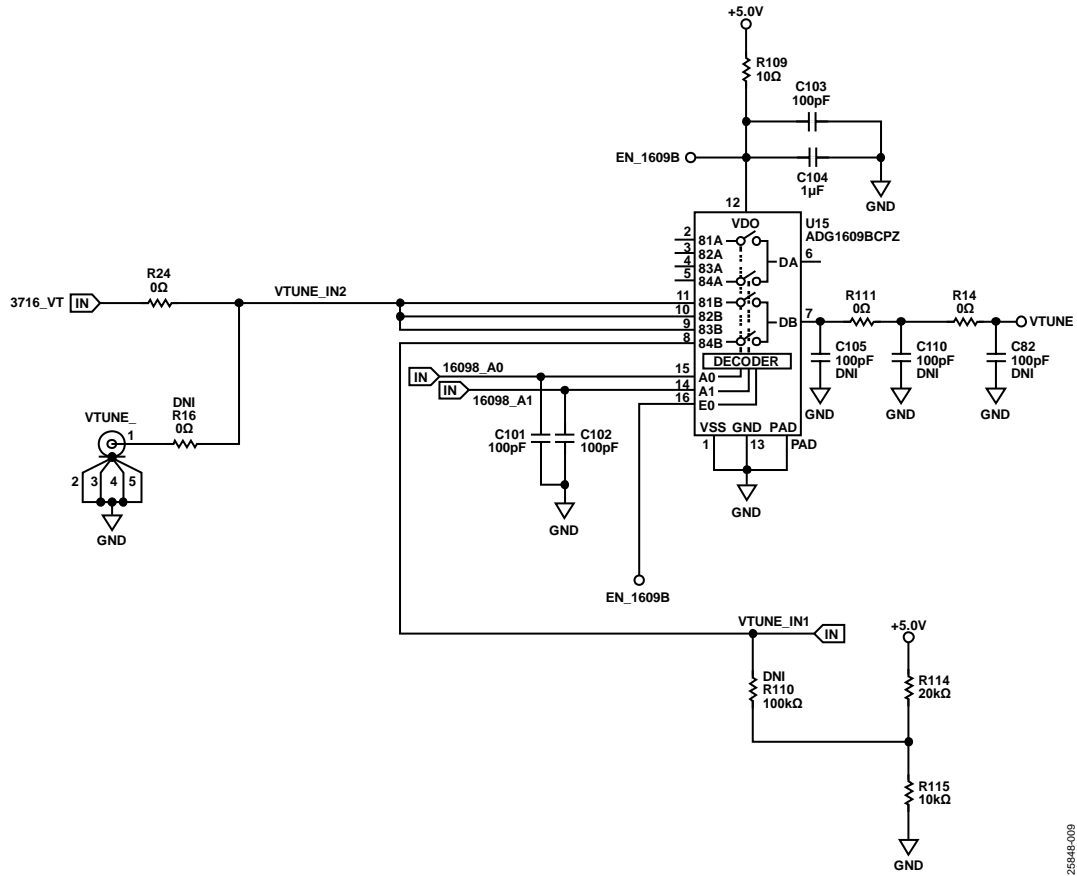 +5.0V
R109
10Ω
C103
100pF
EN_1609B
C104
1µF
GND
12
VDO
U15
ADG1609BCPZ
2
81A
3
82A
4
83A
5
84A
DA
6
R24
0Ω
3716_VT
IN
VTUNE_IN2
11
81B
10
82B
9
83B
8
84B
DB
7
R111
0Ω
R14
0Ω
VTUNE
C105
100pF
DNI
C110
100pF
DNI
C82
100pF
DNI
GND
GND
GND
DECODER
IN
16098_A0
15
A0
IN
16098_A1
14
A1
16
E0
VTUNE_
1
DNI
R16
0Ω
2
3
4
5
GND
C101
100pF
C102
100pF
GND
VSS
GND
PAD
1
13
PAD
GND
EN_1609B
VTUNE_IN1
IN
+5.0V
DNI
R110
100kΩ
R114
20kΩ
R115
10kΩ
GND
25848-009